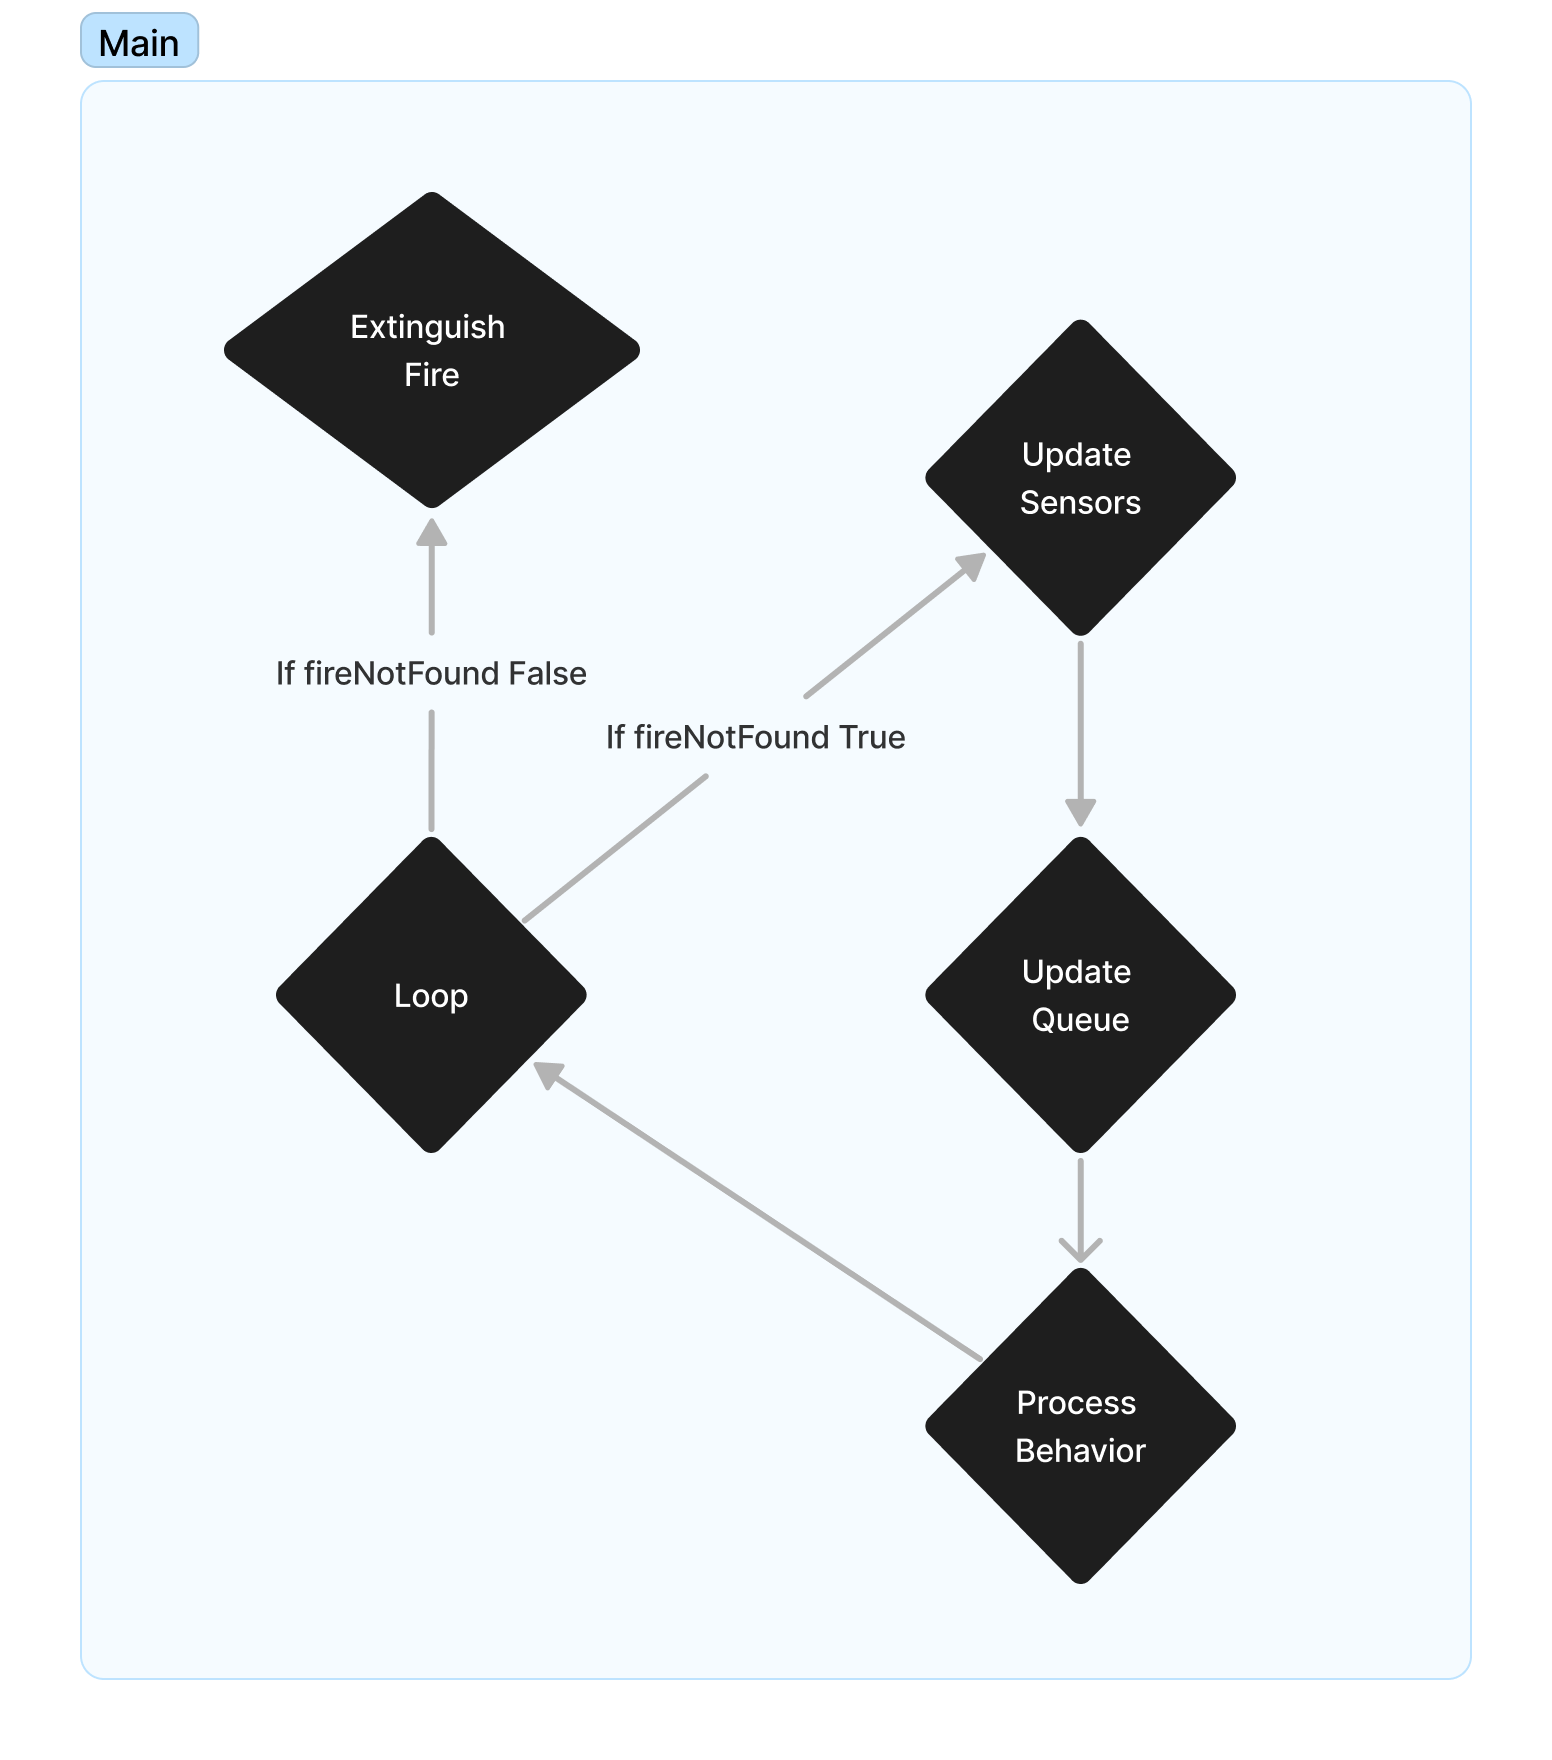 Main
Extinguish
Fire
Update
Sensors
If fireNotFound False
If fireNotFound True
Loop
Update
Queue
Process
Behavior